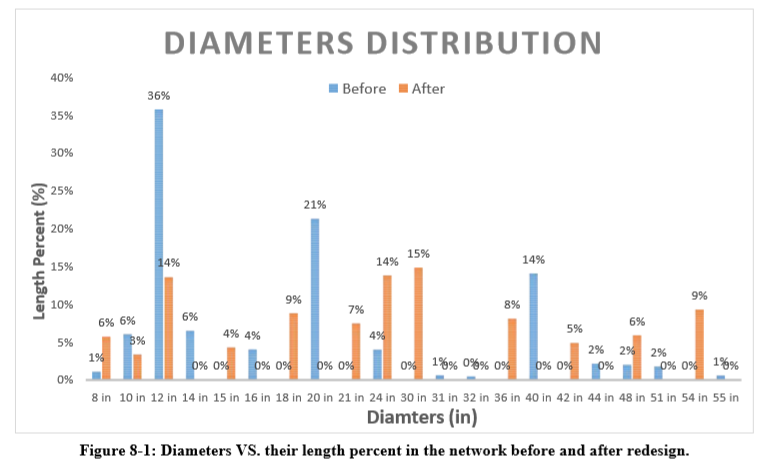 DIAMETERS DISTRIBUTION
Before After
40%
35%
30%
25%
20%
15%
10%
5%
0%
Length Percent (%)
1% 6% 6% 3% 36% 14% 6% 0% 0% 4% 4% 0% 0% 9% 21% 0% 0% 7% 4% 14% 0% 15% 1% 0% 0% 0% 0% 8% 14% 0% 0% 5% 2% 0% 2% 6% 2% 0% 0% 9% 1% 0%
8 in 10 in 12 in 14 in 15 in 16 in 18 in 20 in 21 in 24 in 30 in 31 in 32 in 36 in 40 in 42 in 44 in 48 in 51 in 54 in 55 in
Diamters (in)
Figure 8-1: Diameters VS. their length percent in the network before and after redesign.